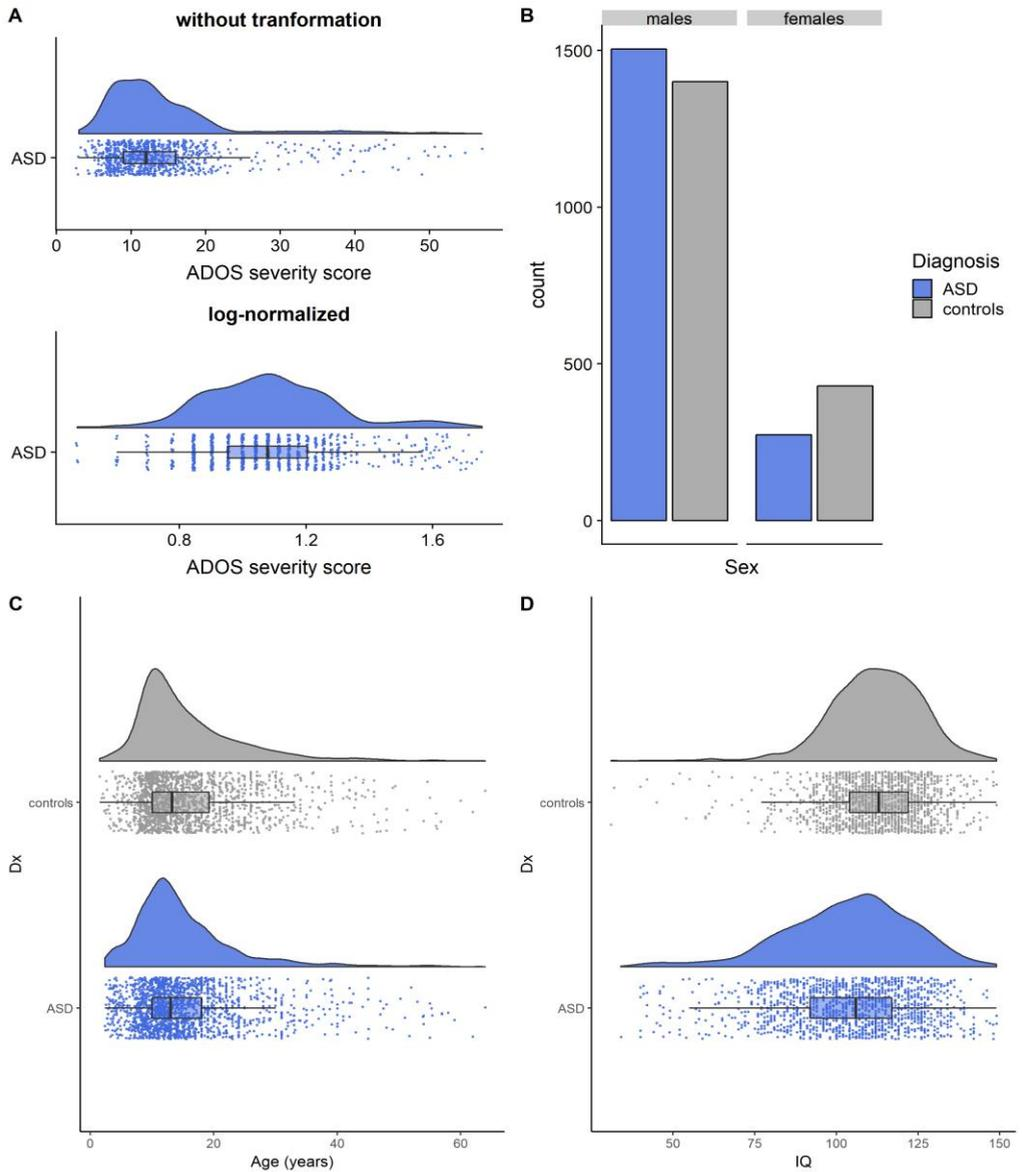 A
without tranformation
ASD
0 10 20 30 40 50
ADOS severity score
log-normalized
ASD
0.8 1.2 1.6
ADOS severity score
B
males females
1500
1000
500
0
count
Sex
Diagnosis
ASD
controls
C
controls
ASD
Dx
0 20 40 60
Age (years)
D
controls
ASD
Dx
50 75 100 125 150
IQ